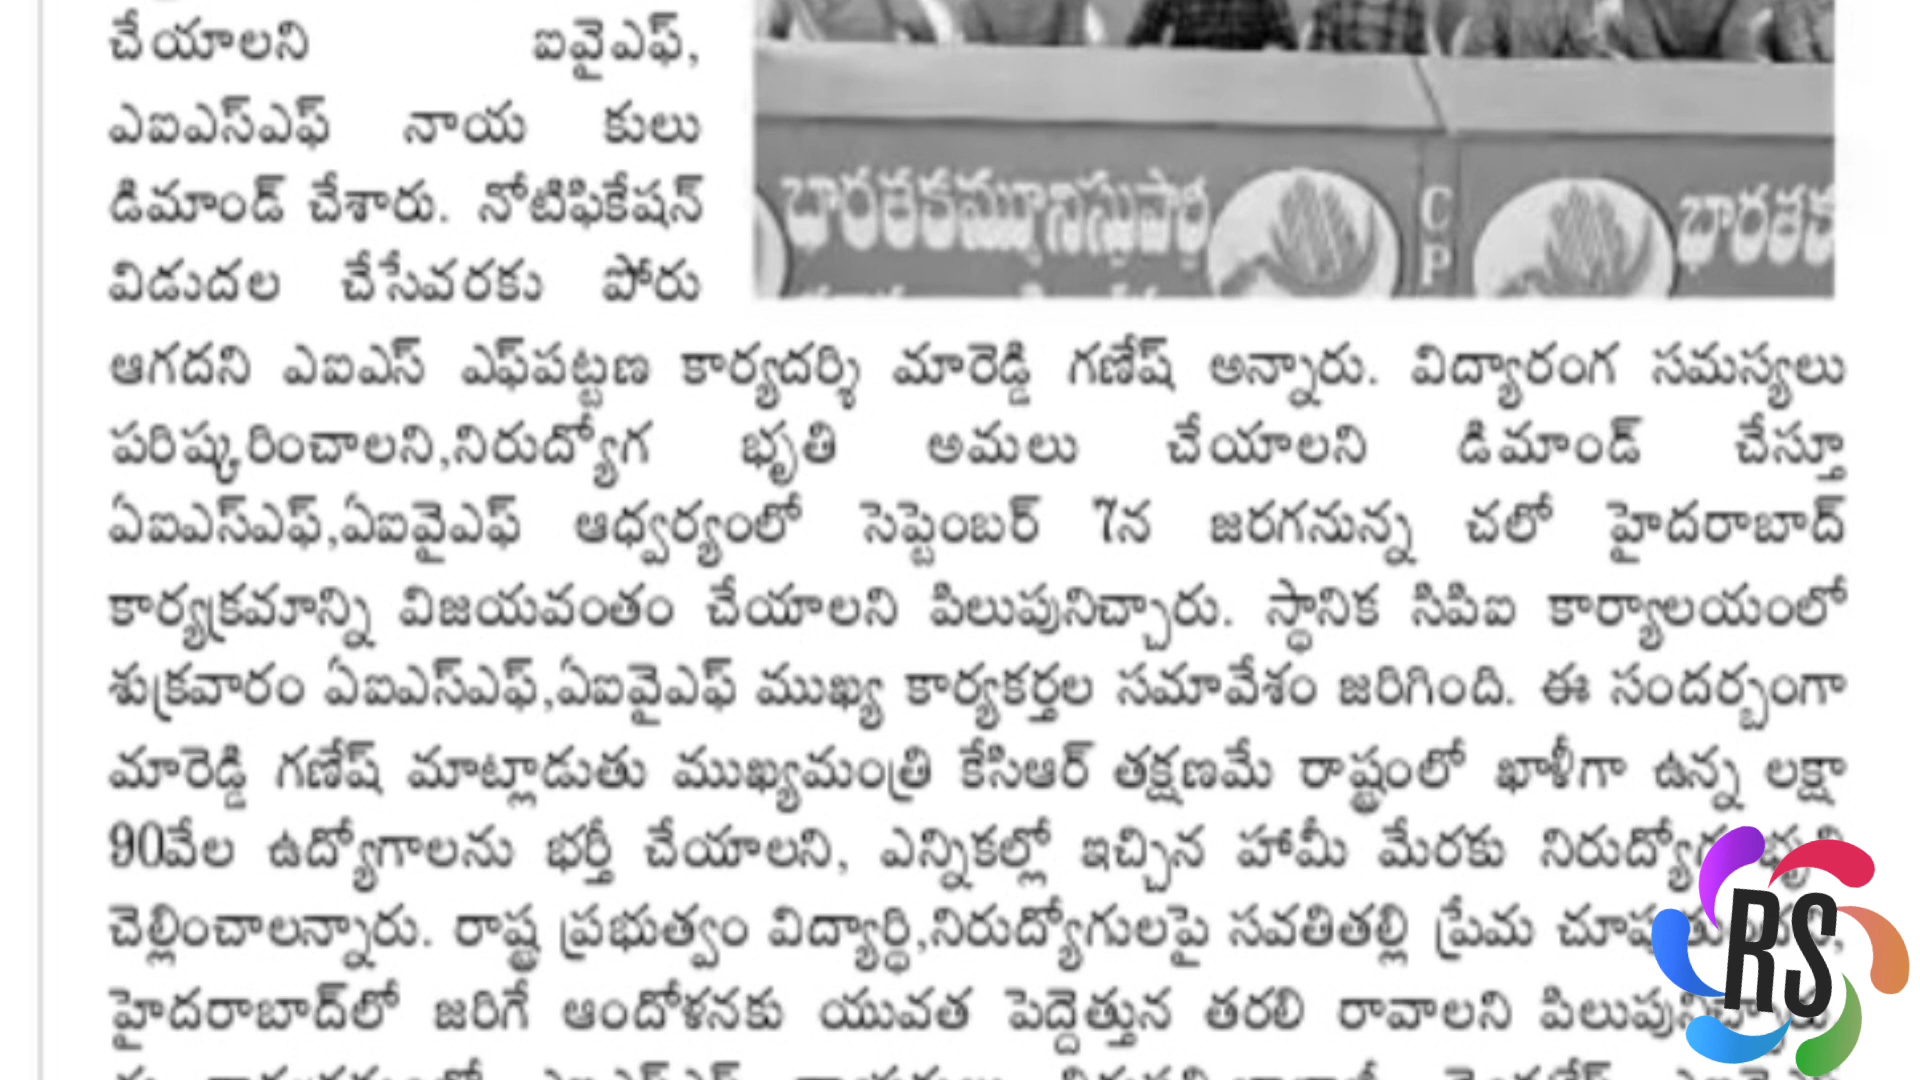 చేయాలని ఐవైఎఫ్,
ఎఐఎస్ఎఫ్ నాయ కులు
డిమాండ్ చేశారు. నోటిఫికేషన్
విడుదల చేసేవరకు పోరు
భారతకమ్యూనిస్టుపార్టీ
CP
భారతక
ఆగదని ఎఐఎస్ ఎఫ్‌పట్టణ కార్యదర్శి మారెడ్డి గణేష్ అన్నారు. విద్యారంగ సమస్యలు
పరిష్కరించాలని,నిరుద్యోగ భృతి అమలు చేయాలని డిమాండ్ చేస్తూ
ఏఐఎస్ఎఫ్,ఏఐవైఎఫ్ ఆధ్వర్యంలో సెప్టెంబర్ 7న జరగనున్న చలో హైదరాబాద్
కార్యక్రమాన్ని విజయవంతం చేయాలని పిలుపునిచ్చారు. స్థానిక సిపిఐ కార్యాలయంలో
శుక్రవారం ఏఐఎస్ఎఫ్,ఏఐవైఎఫ్ ముఖ్య కార్యకర్తల సమావేశం జరిగింది. ఈ సందర్భంగా
మారెడ్డి గణేష్ మాట్లాడుతు ముఖ్యమంత్రి కేసిఆర్ తక్షణమే రాష్ట్రంలో ఖాళీగా ఉన్న లక్షా
90వేల ఉద్యోగాలను భర్తీ చేయాలని, ఎన్నికల్లో ఇచ్చిన హామీ మేరకు
చెల్లించాలన్నారు. రాష్ట్ర ప్రభుత్వం విద్యార్థి,నిరుద్యోగులపై సవతితల్లి ప్రేమ
హైదరాబాద్‌లో జరిగే ఆందోళనకు యువత పెద్దెత్తున తరలి రావాలని
RS